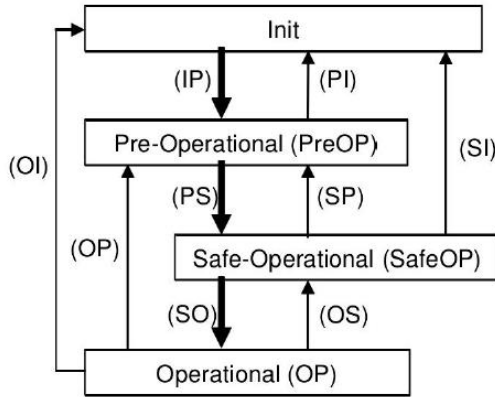 Init
(IP)
(PI)
Pre-Operational (PreOP)
(OI)
(SI)
(PS)
(SP)
(OP)
Safe-Operational (SafeOP)
(SO)
(OS)
Operational (OP)